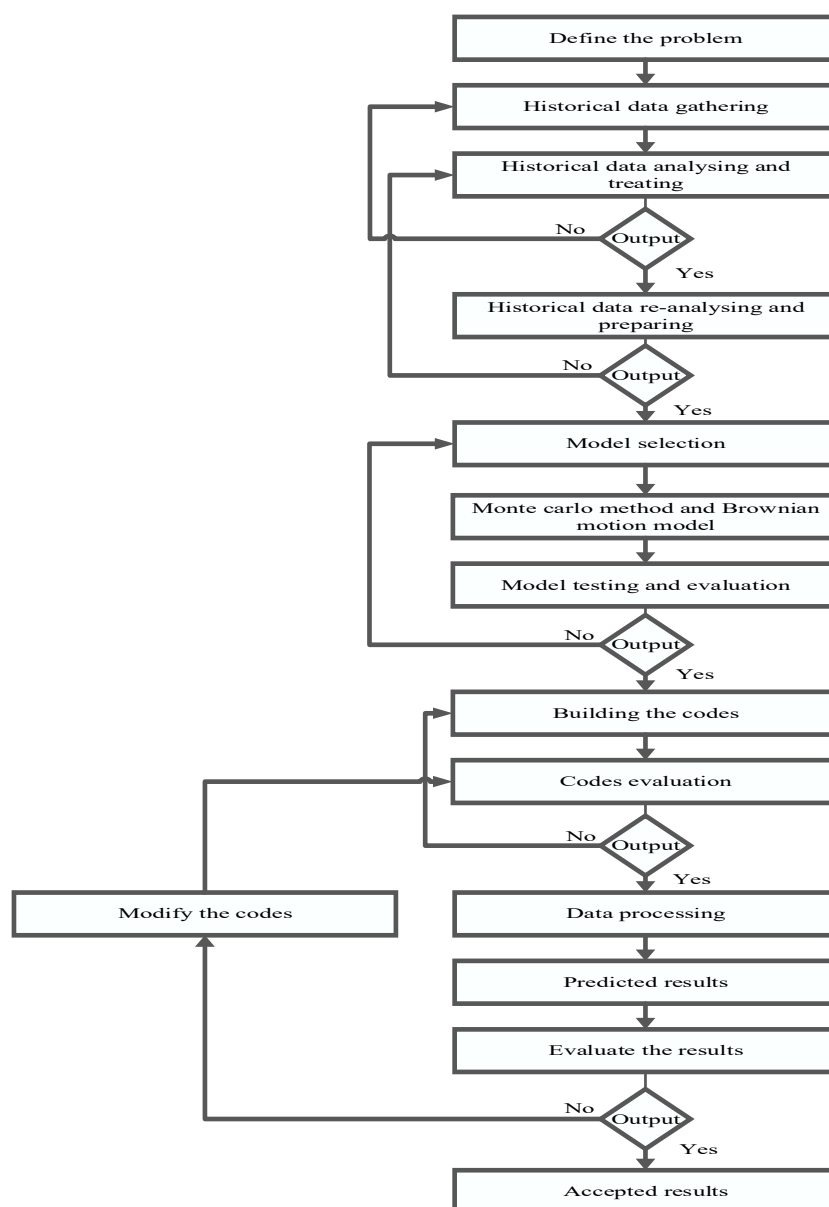 Define the problem
Historical data gathering
Historical data analysing and
treating
No
Output
Yes
Historical data re-analysing and
preparing
No
Output
Yes
Model selection
Monte carlo method and Brownian
motion model
Model testing and evaluation
No
Output
Yes
Building the codes
Codes evaluation
No
Output
Yes
Modify the codes
Data processing
Predicted results
Evaluate the results
No
Output
Yes
Accepted results